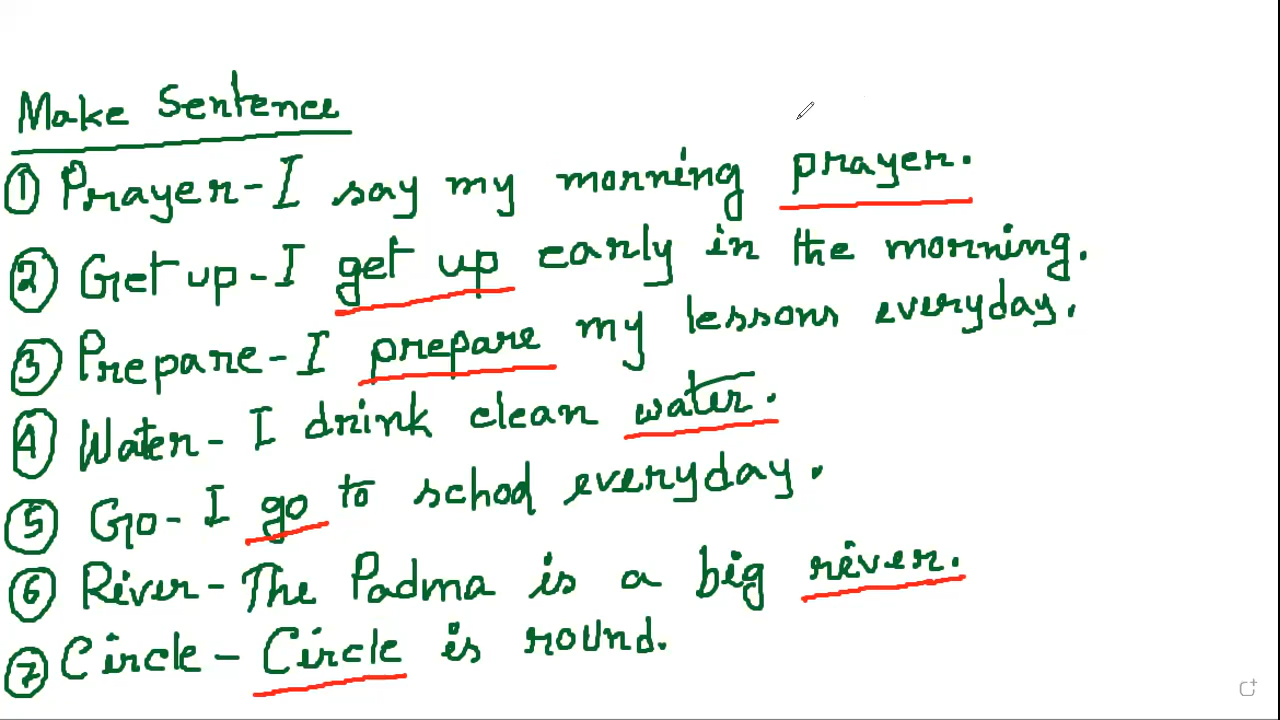 Make Sentence
① Prayer - I say my morning prayer.
② Get up - I get up early in the morning.
③ Prepare - I prepare my lessons everyday.
④ Water - I drink clean water.
⑤ Go - I go to school everyday.
⑥ River - The Padma is a big river.
⑦ Circle - Circle is round.